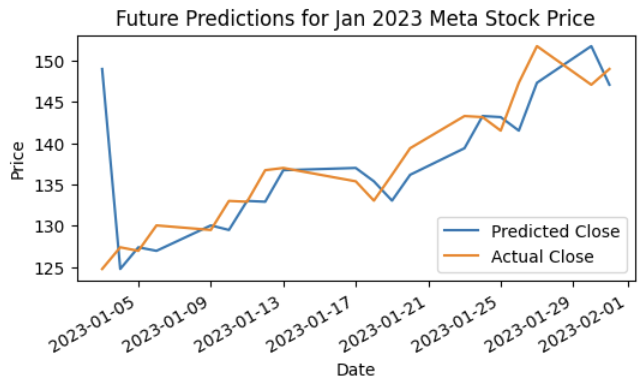 Future Predictions for Jan 2023 Meta Stock Price
Price
150
145
140
135
130
125
Predicted Close
Actual Close
2023-01-05
2023-01-09
2023-01-13
2023-01-17
2023-01-21
2023-01-25
2023-01-29
2023-02-01
Date